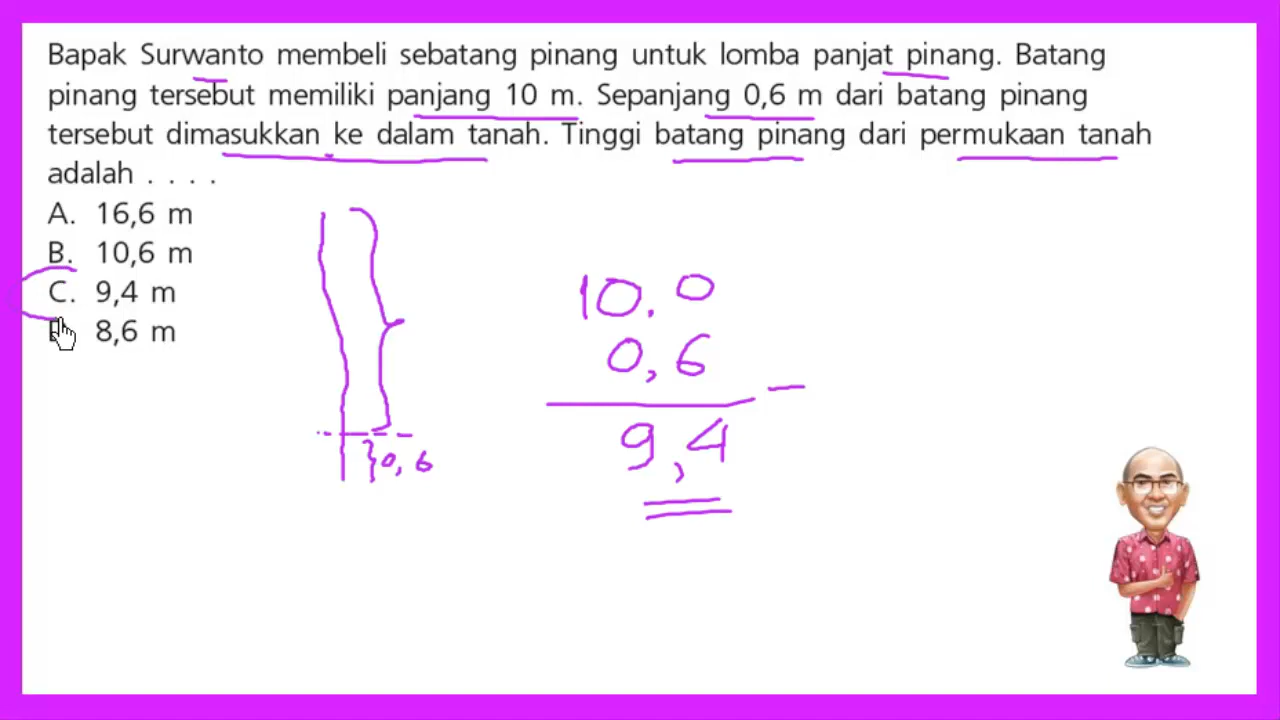 Bapak Surwanto membeli sebatang pinang untuk lomba panjat pinang. Batang
pinang tersebut memiliki panjang 10 m. Sepanjang 0,6 m dari batang pinang
tersebut dimasukkan ke dalam tanah. Tinggi batang pinang dari permukaan tanah
adalah . . . .
A. 16,6 m
B. 10,6 m
C. 9,4 m
8,6 m
0,6
10.0
0,6
9,4